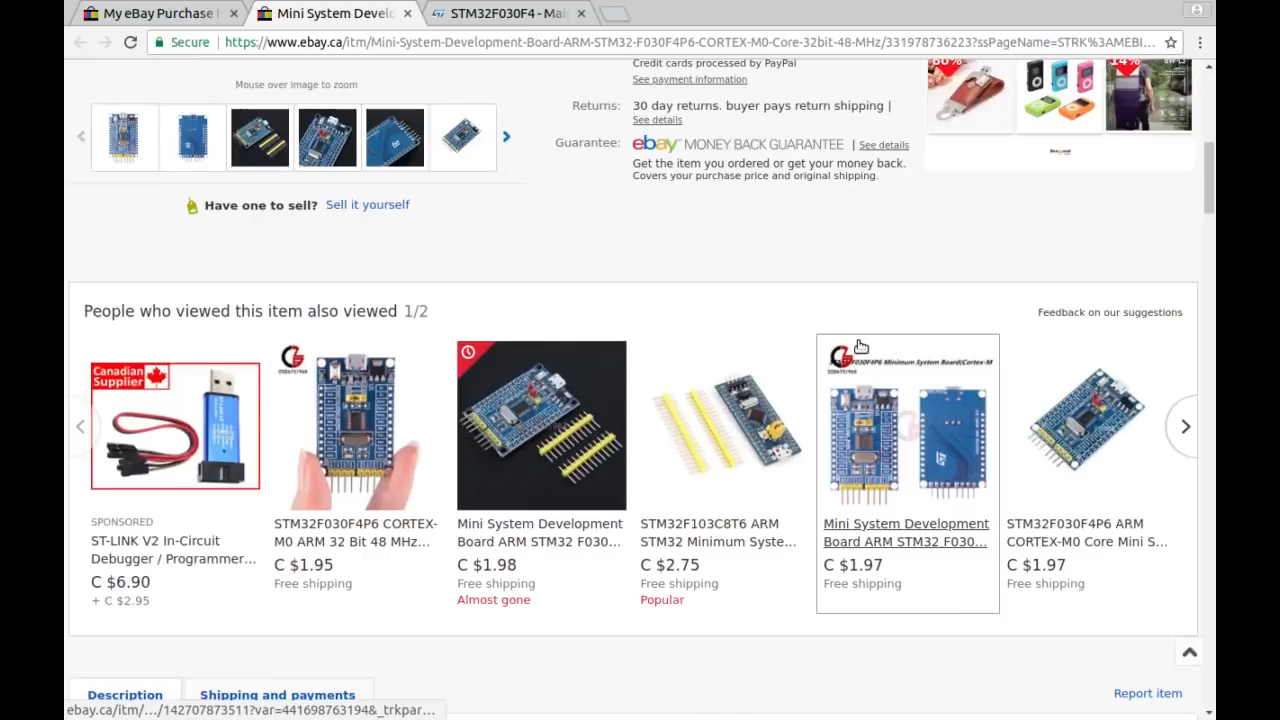 My eBay Purchase
Mini System Devel
STM32F030F4 - Mai
Secure
https://www.ebay.ca/itm/Mini-System-Development-Board-ARM-STM32-F030F4P6-CORTEX-M0-Core-32bit-48-MHz/331978736223?ssPageName=STRK%3AMEBI...
Credit cards processed by PayPal
See payment information
Mouse over image to zoom
Returns: 30 day returns. buyer pays return shipping |
See details
Guarantee: ebay MONEY BACK GUARANTEE | See details
Get the item you ordered or get your money back.
Covers your purchase price and original shipping.
60%
14%
Have one to sell? Sell it yourself
People who viewed this item also viewed 1/2
Feedback on our suggestions
Canadian
Supplier
SPONSORED
ST-LINK V2 In-Circuit
Debugger / Programmer...
C $6.90
+ C $2.95
STM32F030F4P6 CORTEX-
M0 ARM 32 Bit 48 MHz...
C $1.95
Free shipping
Mini System Development
Board ARM STM32 F030...
C $1.98
Free shipping
Almost gone
STM32F103C8T6 ARM
STM32 Minimum Syste...
C $2.75
Free shipping
Popular
F030F4P6 Minimum System Board/Cortex-M
Mini System Development
Board ARM STM32 F030...
C $1.97
Free shipping
STM32F030F4P6 ARM
CORTEX-M0 Core Mini S...
C $1.97
Free shipping
Description
Shipping and payments
Report item
ebay.ca/itm/.../142707873511?var=441698763194&_trkpar...